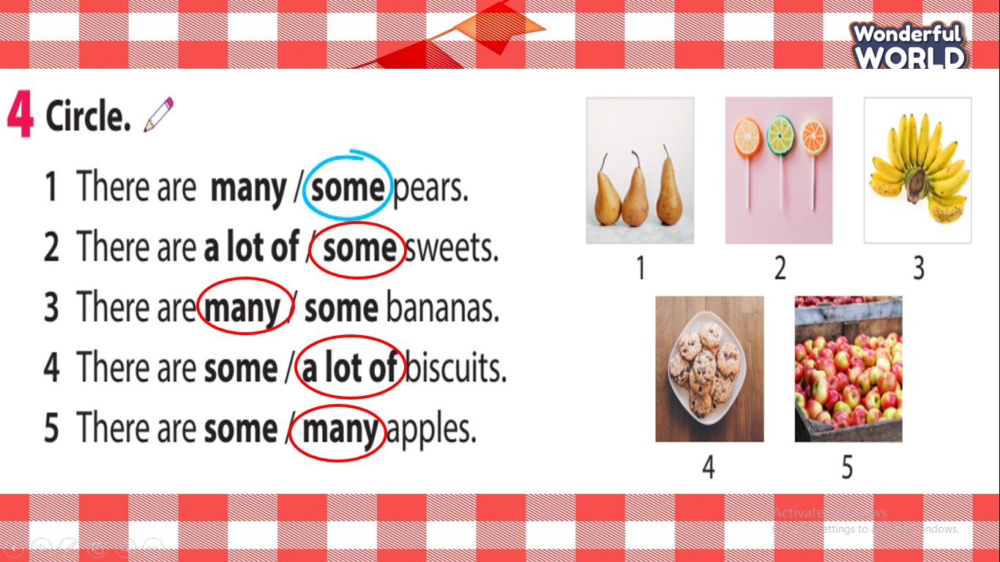 Wonderful
WORLD
4 Circle.
1 There are many / some pears.
2 There are a lot of / some sweets.
3 There are many / some bananas.
4 There are some / a lot of biscuits.
5 There are some / many apples.
1
2
3
4
5
Activate Windows
Go to Settings to activate Windows.